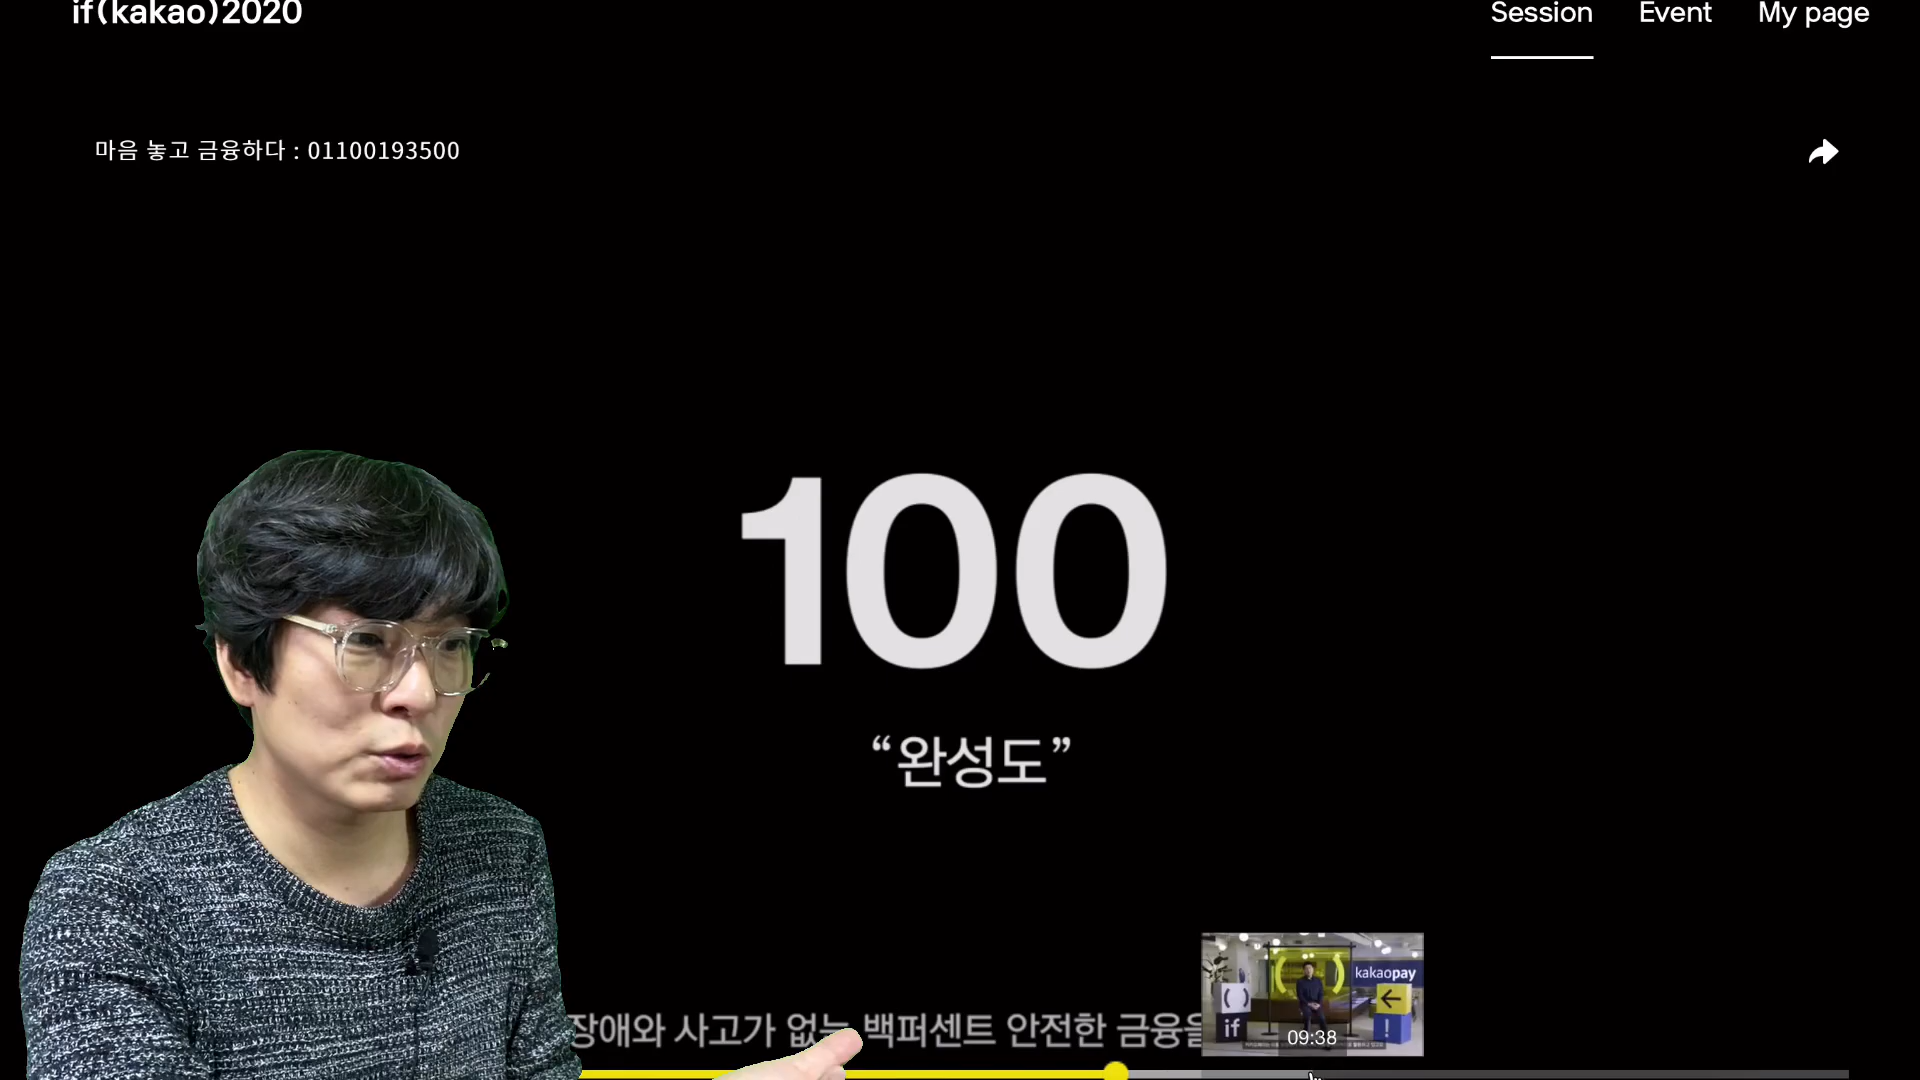 if(kakao)2020
Session Event My page
마음 놓고 금융하다 : 01100193500
100
“완성도”
장애와 사고가 없는 백퍼센트 안전한 금융을
kakaopay
( )
if
!
09:38